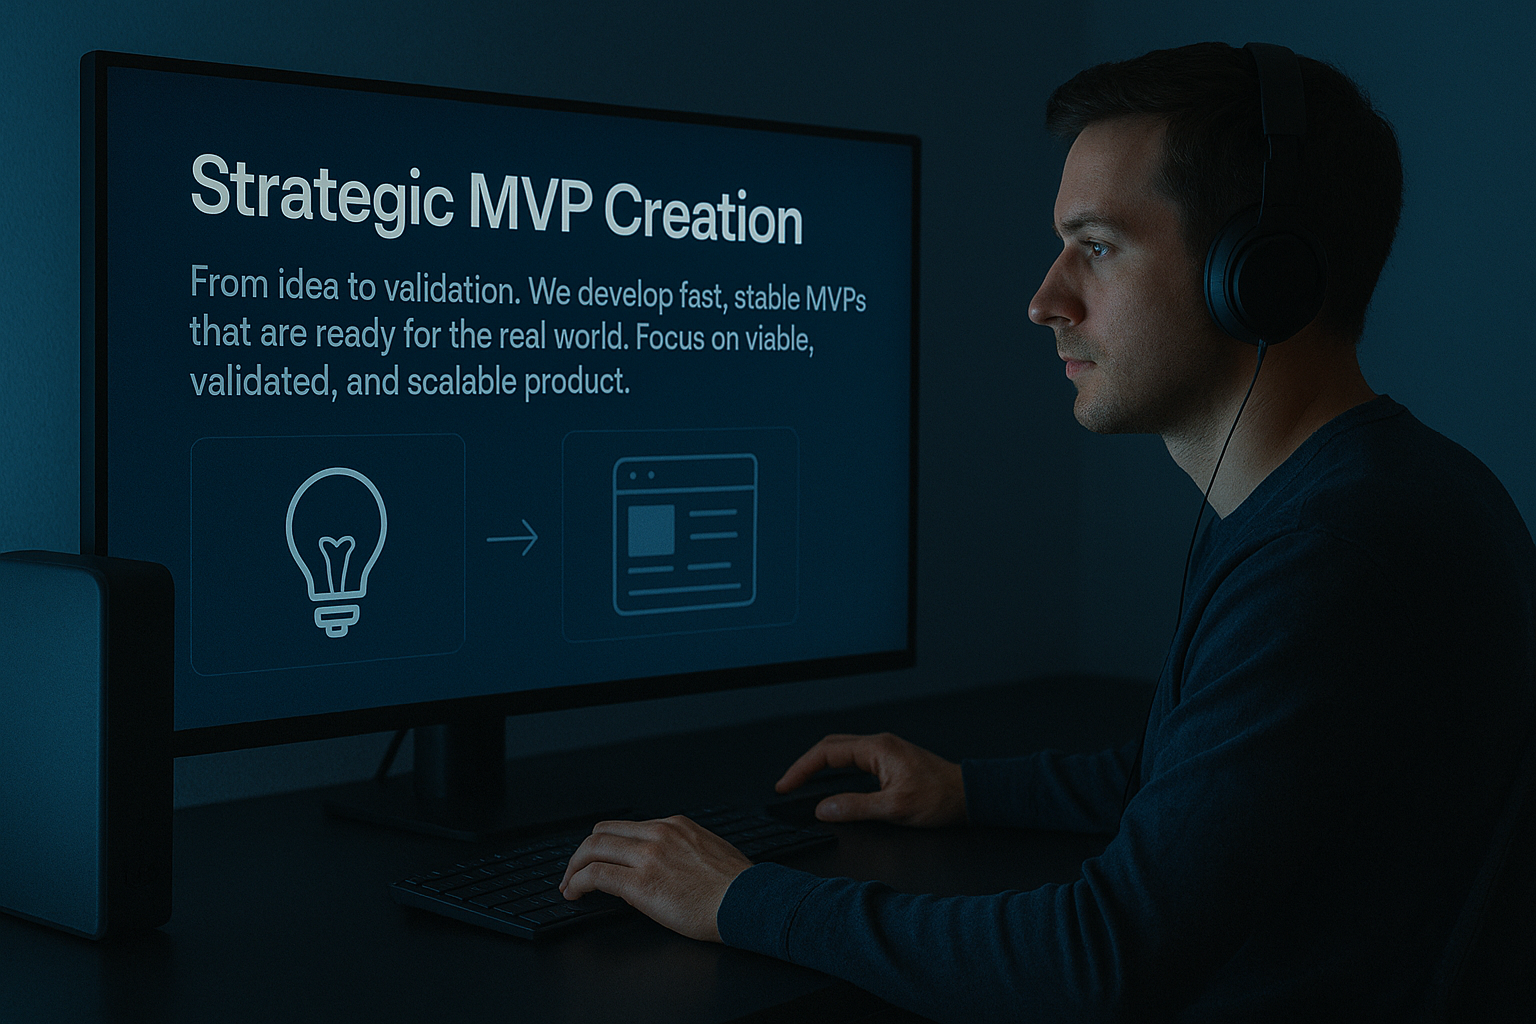 Strategic MVP Creation
From idea to validation. We develop fast, stable MVPs
that are ready for the real world. Focus on viable,
validated, and scalable product.